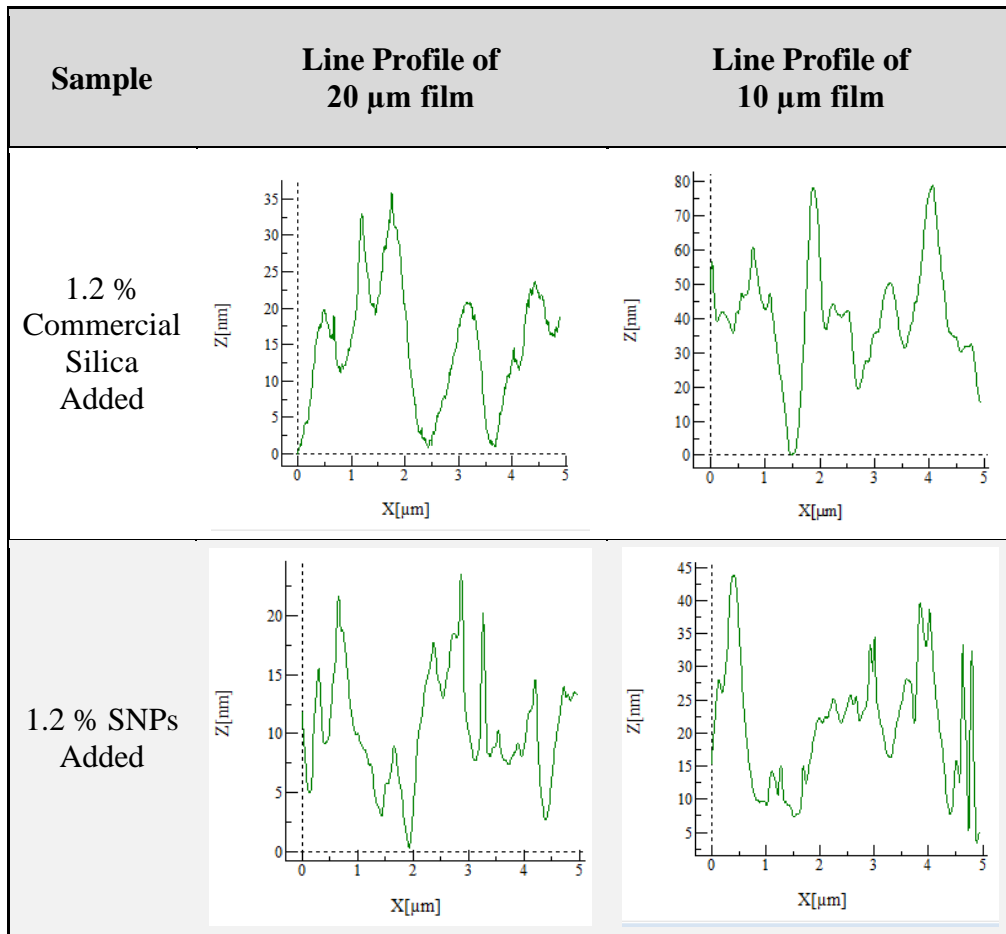 Sample
Line Profile of
20 µm film
Line Profile of
10 µm film
1.2 %
Commercial
Silica
Added
35
30
25
20
15
10
5
0
Z[nm]
0 1 2 3 4 5
X[µm]
80
70
60
50
40
30
20
10
0
Z[nm]
0 1 2 3 4 5
X[µm]
1.2 % SNPs
Added
20
15
10
5
0
Z[nm]
0 1 2 3 4 5
X[µm]
45
40
35
30
25
20
15
10
5
Z[nm]
0 1 2 3 4 5
X[µm]